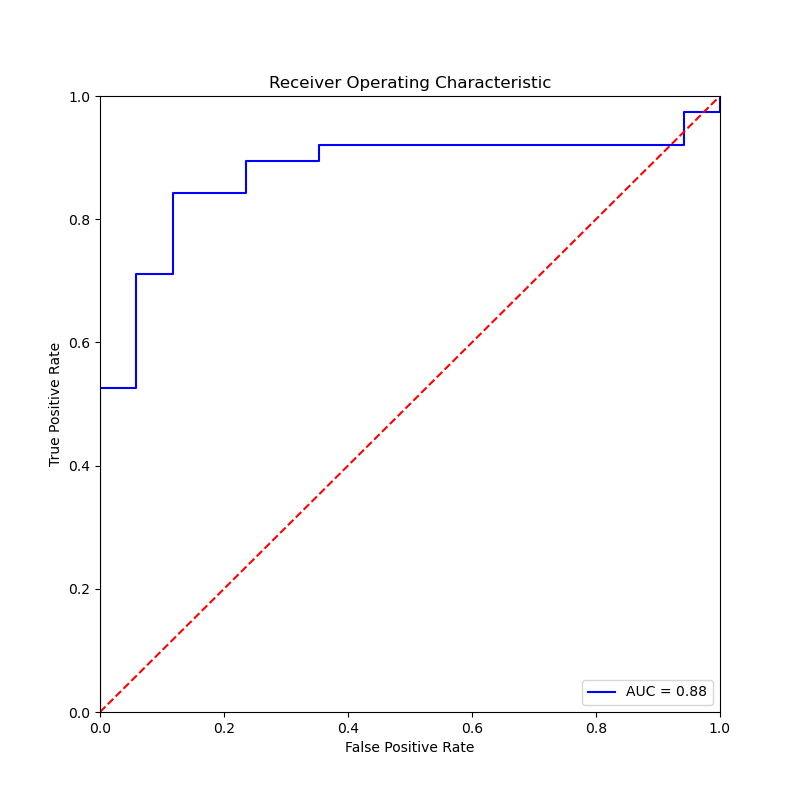 Receiver Operating Characteristic
True Positive Rate
1.0
0.8
0.6
0.4
0.2
0.0
AUC = 0.88
0.0 0.2 0.4 0.6 0.8 1.0
False Positive Rate